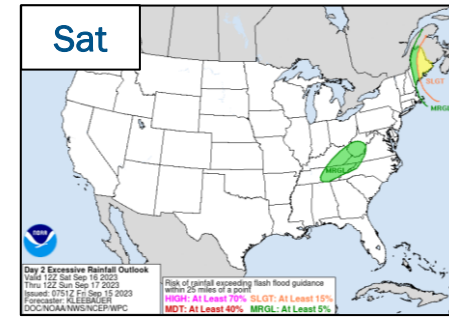 Sat
SLGT
MRGL
MRGL
NOAA
Day 2 Excessive Rainfall Outlook
Valid 12Z Sat Sep 16 2023
Thru 12Z Sun Sep 17 2023
Issued: 0751Z Fri Sep 15 2023
Forecaster: KLEEBAUER
DOC/NOAA/NWS/NCEP/WPC
Risk of rainfall exceeding flash flood guidance
within 25 miles of a point
HIGH: At Least 70% SLGT: At Least 15%
MDT: At Least 40% MRGL: At Least 5%